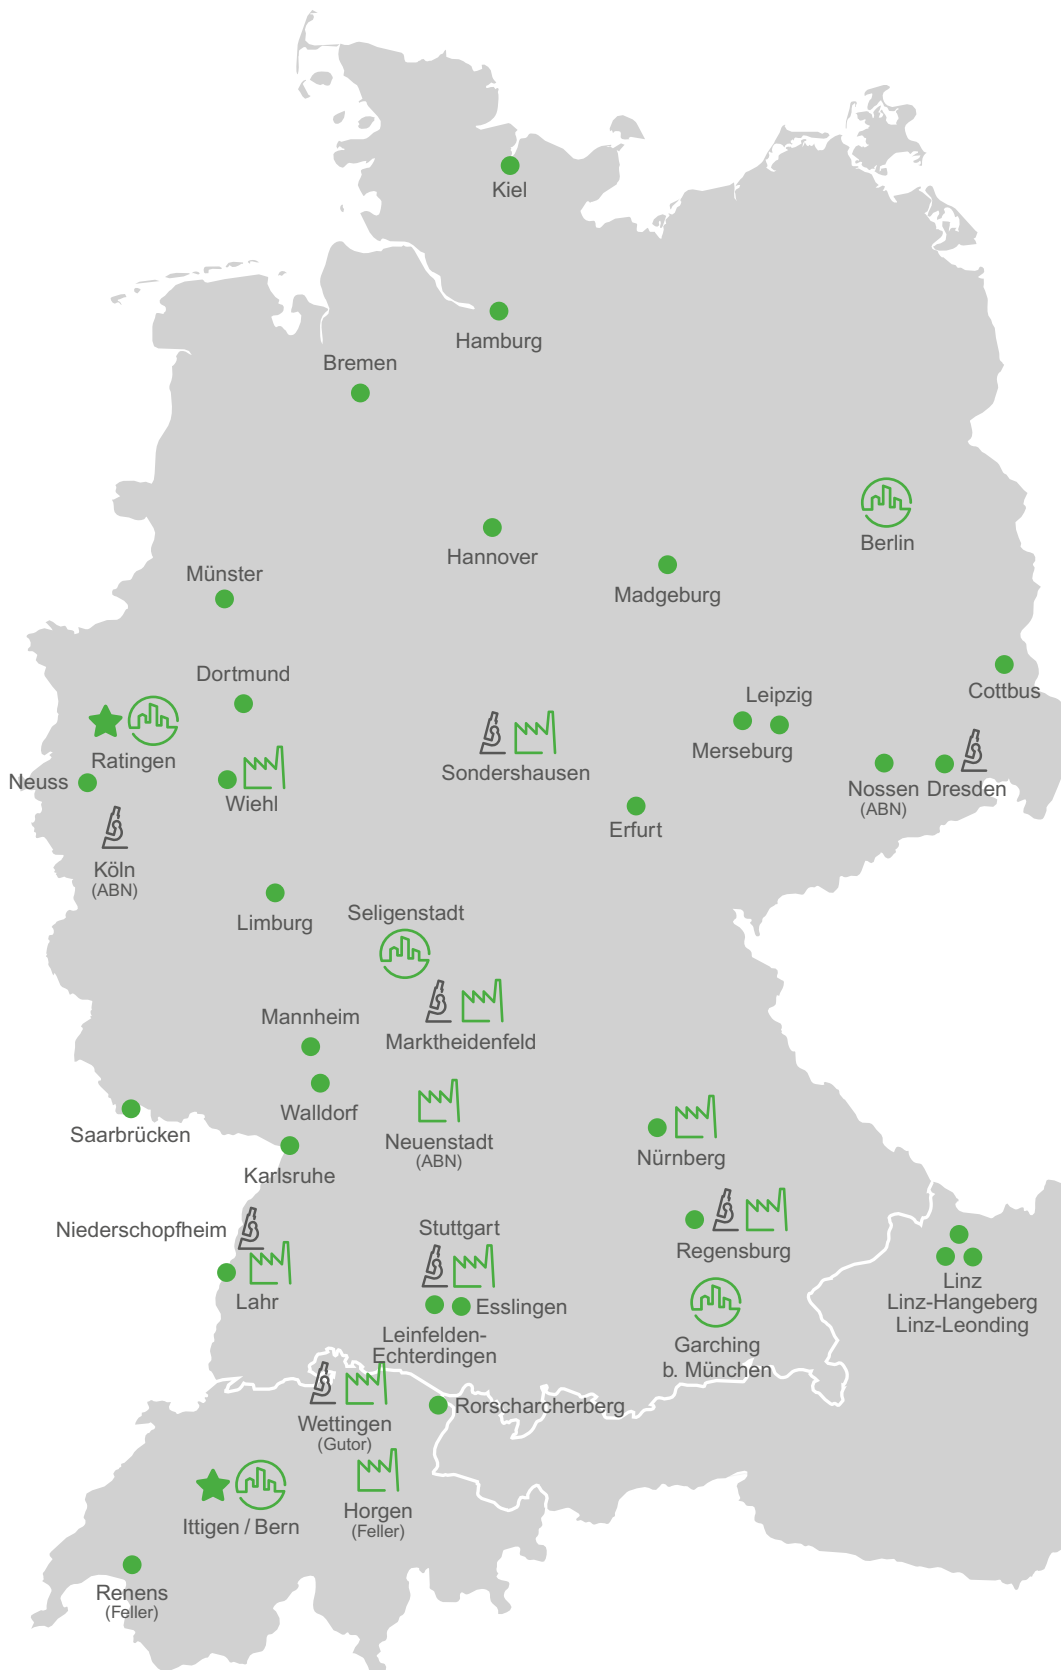 Kiel
Hamburg
Bremen
Berlin
Hannover
Münster
Madgeburg
Dortmund
Cottbus
Leipzig
Merseburg
Ratingen
Sondershausen
Neuss
Wiehl
Nossen
(ABN)
Dresden
Erfurt
Köln
(ABN)
Limburg
Seligenstadt
Mannheim
Marktheidenfeld
Walldorf
Saarbrücken
Neuenstadt
(ABN)
Nürnberg
Karlsruhe
Niederschopfheim
Stuttgart
Regensburg
Lahr
Linz
Linz-Hangeberg
Linz-Leonding
Esslingen
Leinfelden-
Echterdingen
Garching
b. München
Rorscharcherberg
Wettingen
(Gutor)
Horgen
(Feller)
Ittigen / Bern
Renens
(Feller)